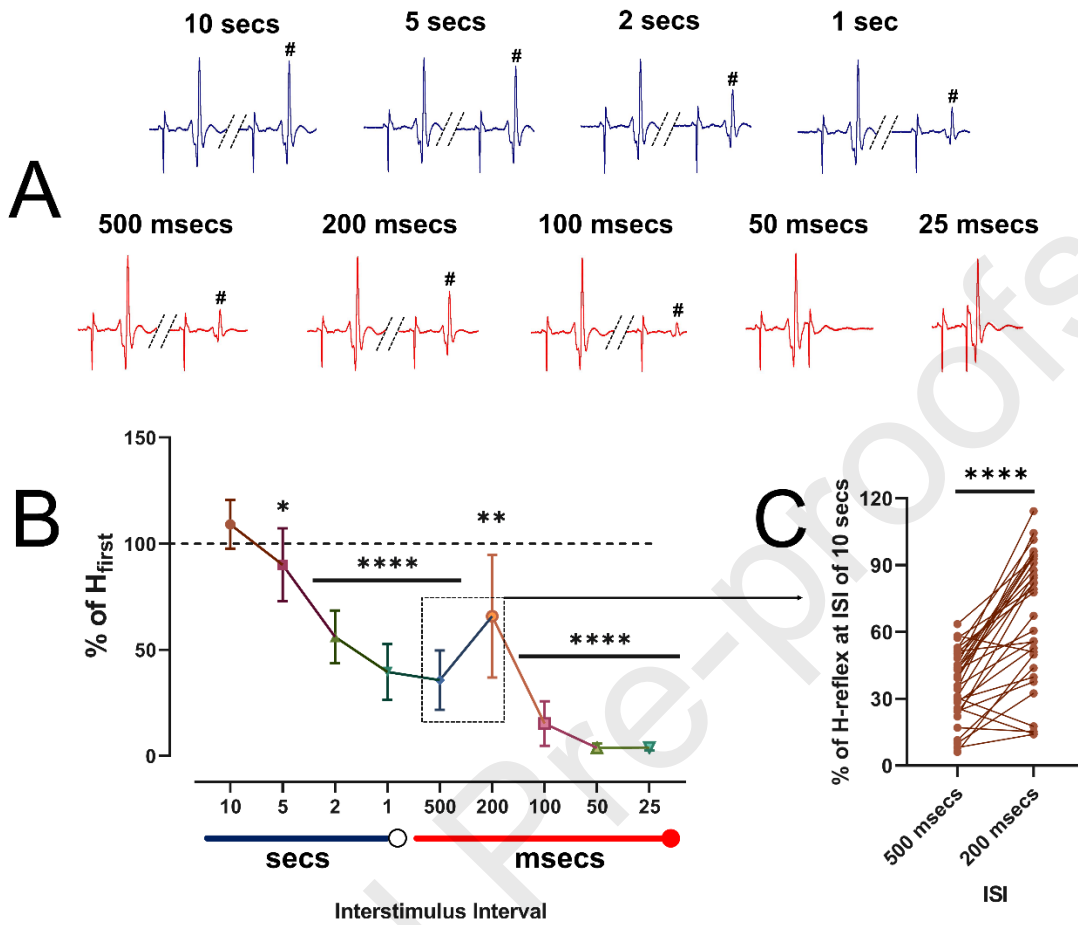 A
10 secs
5 secs
2 secs
1 sec
#
#
#
#
500 msecs
200 msecs
100 msecs
50 msecs
25 msecs
#
#
#
B
% of Hfirst
150
100
50
0
*
****
**
****
10
5
2
1
500
200
100
50
25
secs
msecs
Interstimulus Interval
C
% of H-reflex at ISI of 10 secs
120
90
60
30
0
****
500 msecs
200 msecs
ISI
Pre-proofs